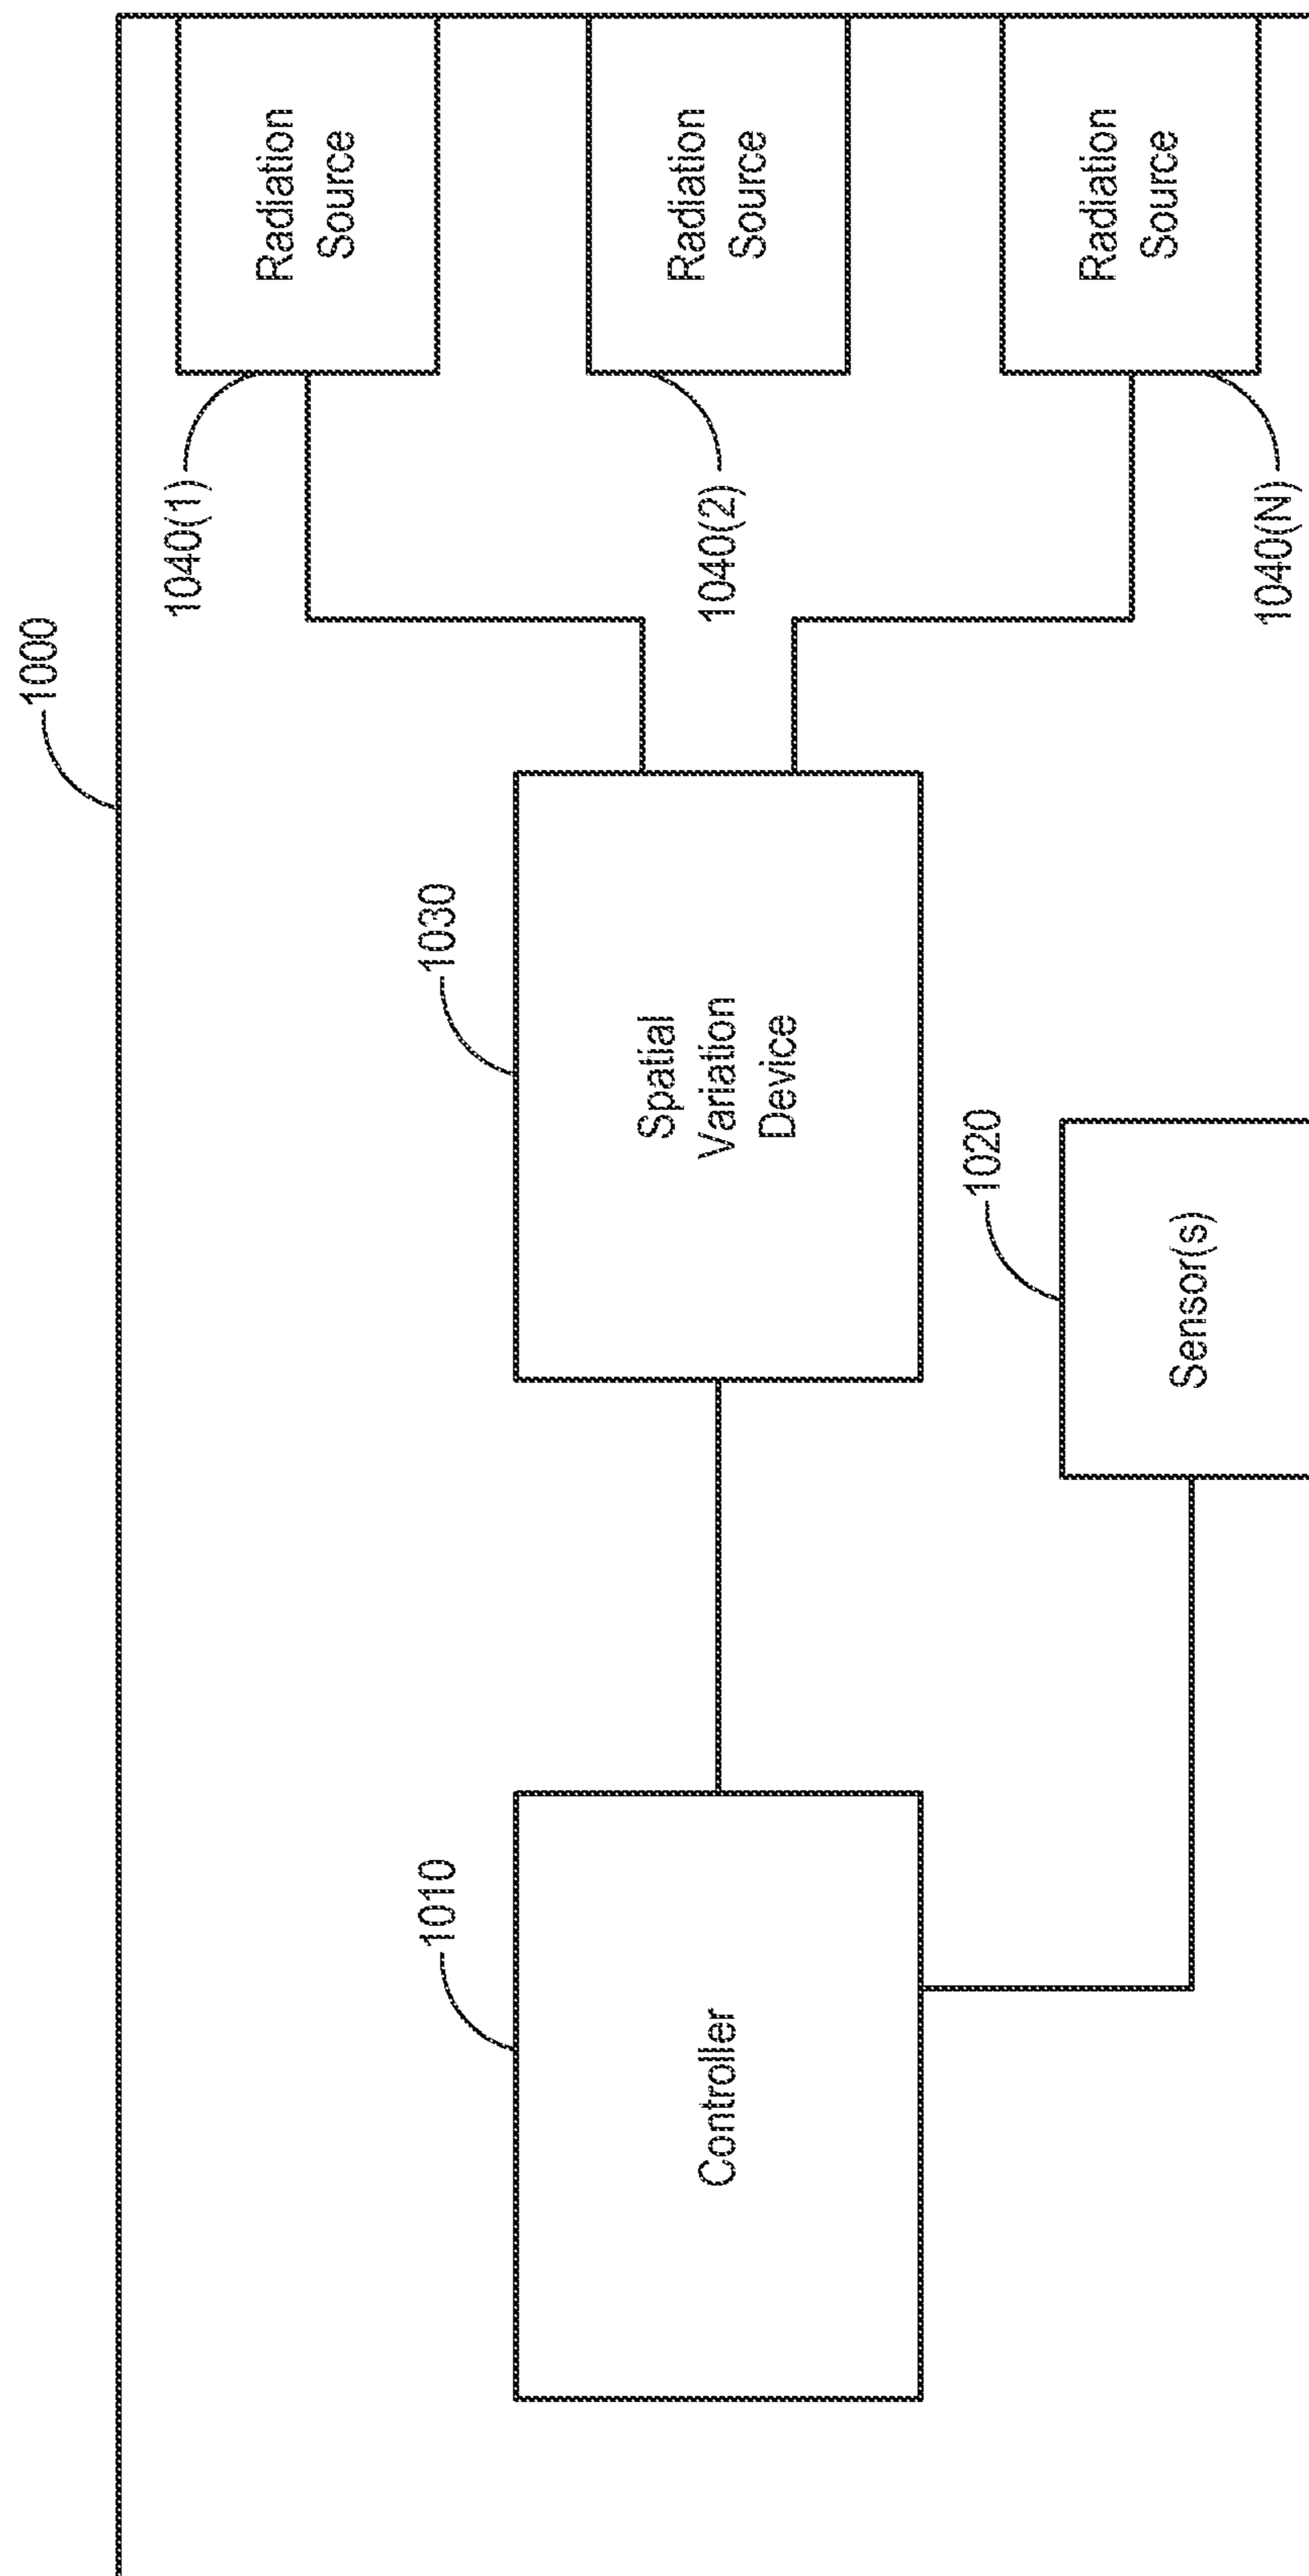 1000
1010
Controller
1030
Spatial
Variation
Device
1020
Sensor(s)
1040(1)
Radiation
Source
1040(2)
Radiation
Source
1040(N)
Radiation
Source